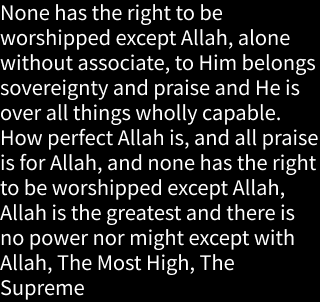 None has the right to be
worshipped except Allah, alone
without associate, to Him belongs
sovereignty and praise and He is
over all things wholly capable.
How perfect Allah is, and all praise
is for Allah, and none has the right
to be worshipped except Allah,
Allah is the greatest and there is
no power nor might except with
Allah, The Most High, The
Supreme